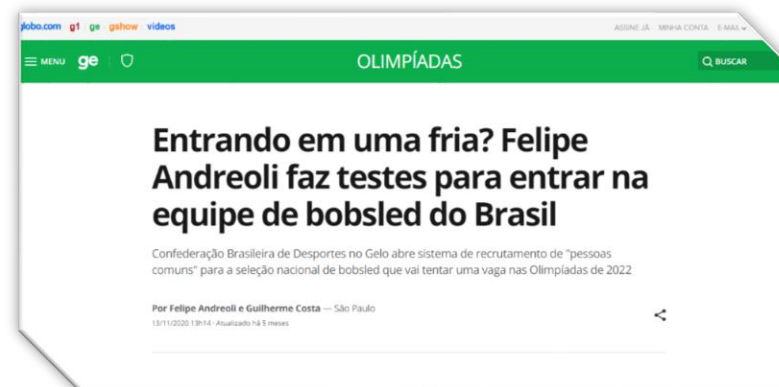 globo.com g1 ge gshow videos ASSINE JÁ MINHA CONTA E-MAIL
MENU ge OLIMPÍADAS BUSCAR
Entrando em uma fria? Felipe
Andreoli faz testes para entrar na
equipe de bobsled do Brasil
Confederação Brasileira de Desportes no Gelo abre sistema de recrutamento de "pessoas
comuns" para a seleção nacional de bobsled que vai tentar uma vaga nas Olimpíadas de 2022
Por Felipe Andreoli e Guilherme Costa — São Paulo
13/11/2020 13h14 · Atualizado há 5 meses